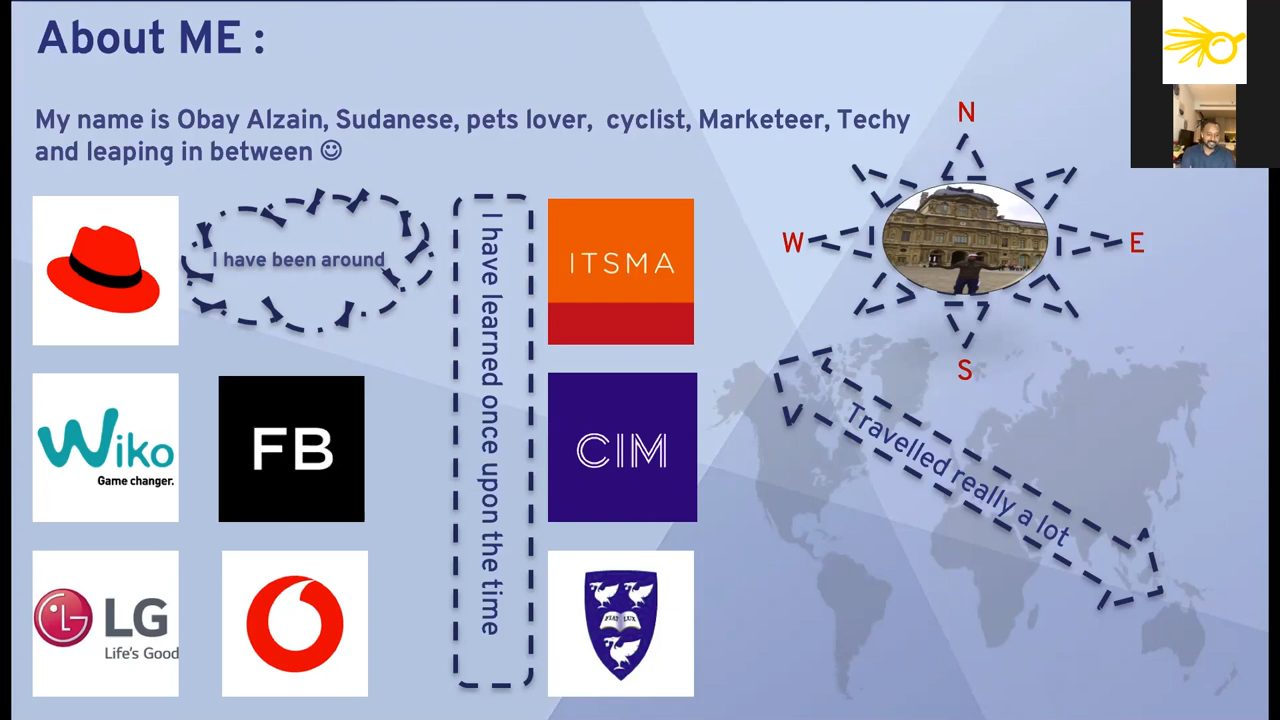 About ME :
My name is Obay Alzain, Sudanese, pets lover, cyclist, Marketeer, Techy
and leaping in between ☺
I have been around
Wiko
Game changer.
FB
LG
Life's Good
I have learned once upon the time
ITSMA
CIM
FIAT LUX
N
W
E
S
Travelled really a lot